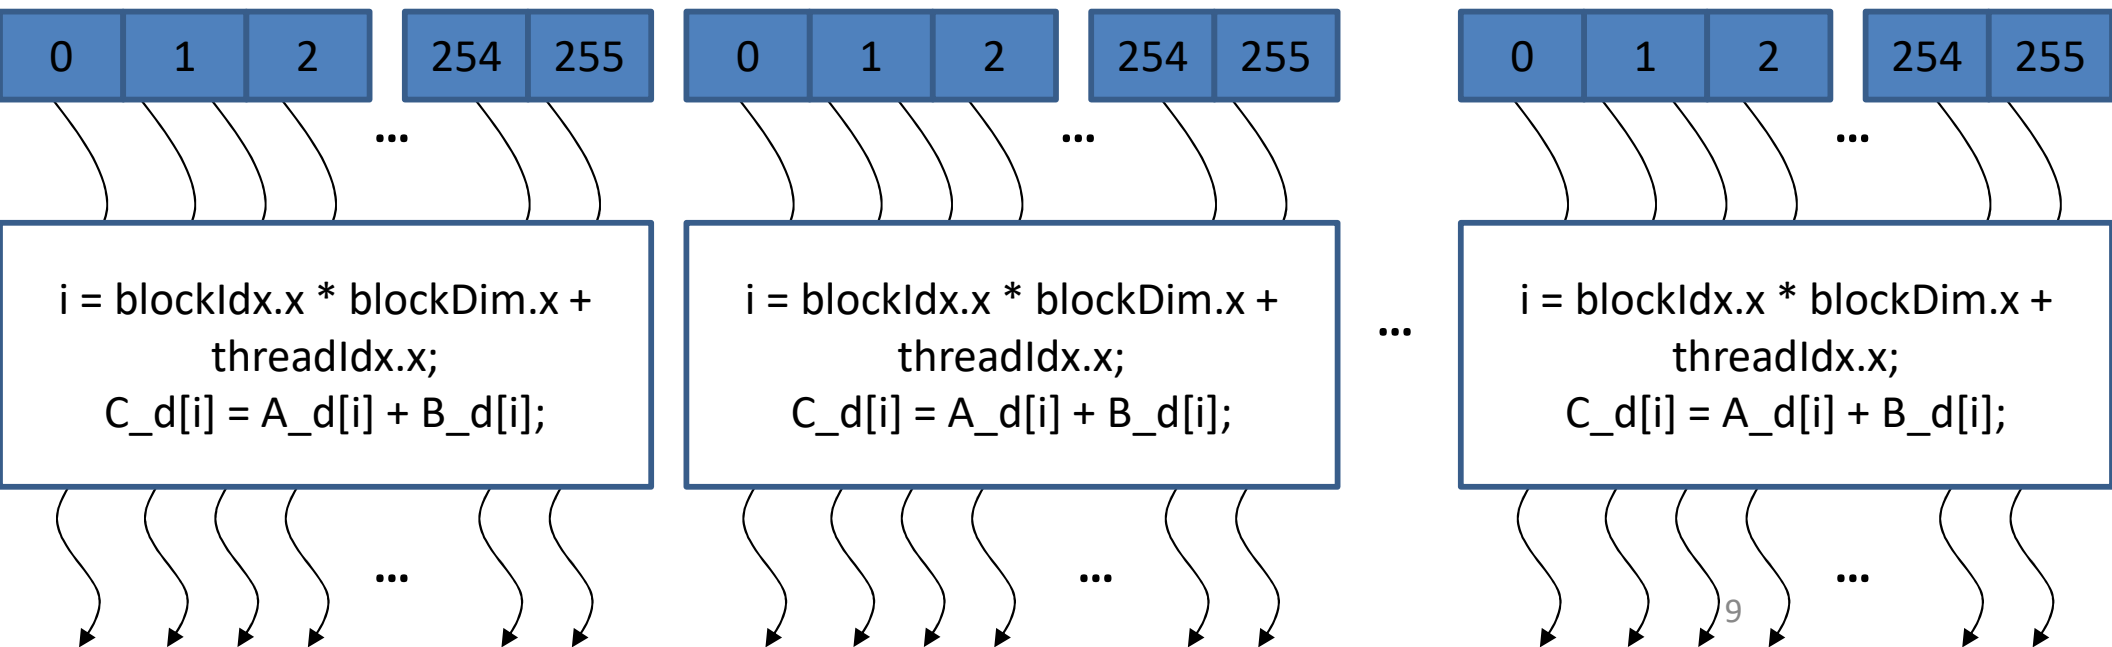 0 1 2 254 255 0 1 2 254 255 0 1 2 254 255
... ... ...
i = blockIdx.x * blockDim.x +
threadIdx.x;
C_d[i] = A_d[i] + B_d[i];
i = blockIdx.x * blockDim.x +
threadIdx.x;
C_d[i] = A_d[i] + B_d[i];
...
i = blockIdx.x * blockDim.x +
threadIdx.x;
C_d[i] = A_d[i] + B_d[i];
... ... ...
9